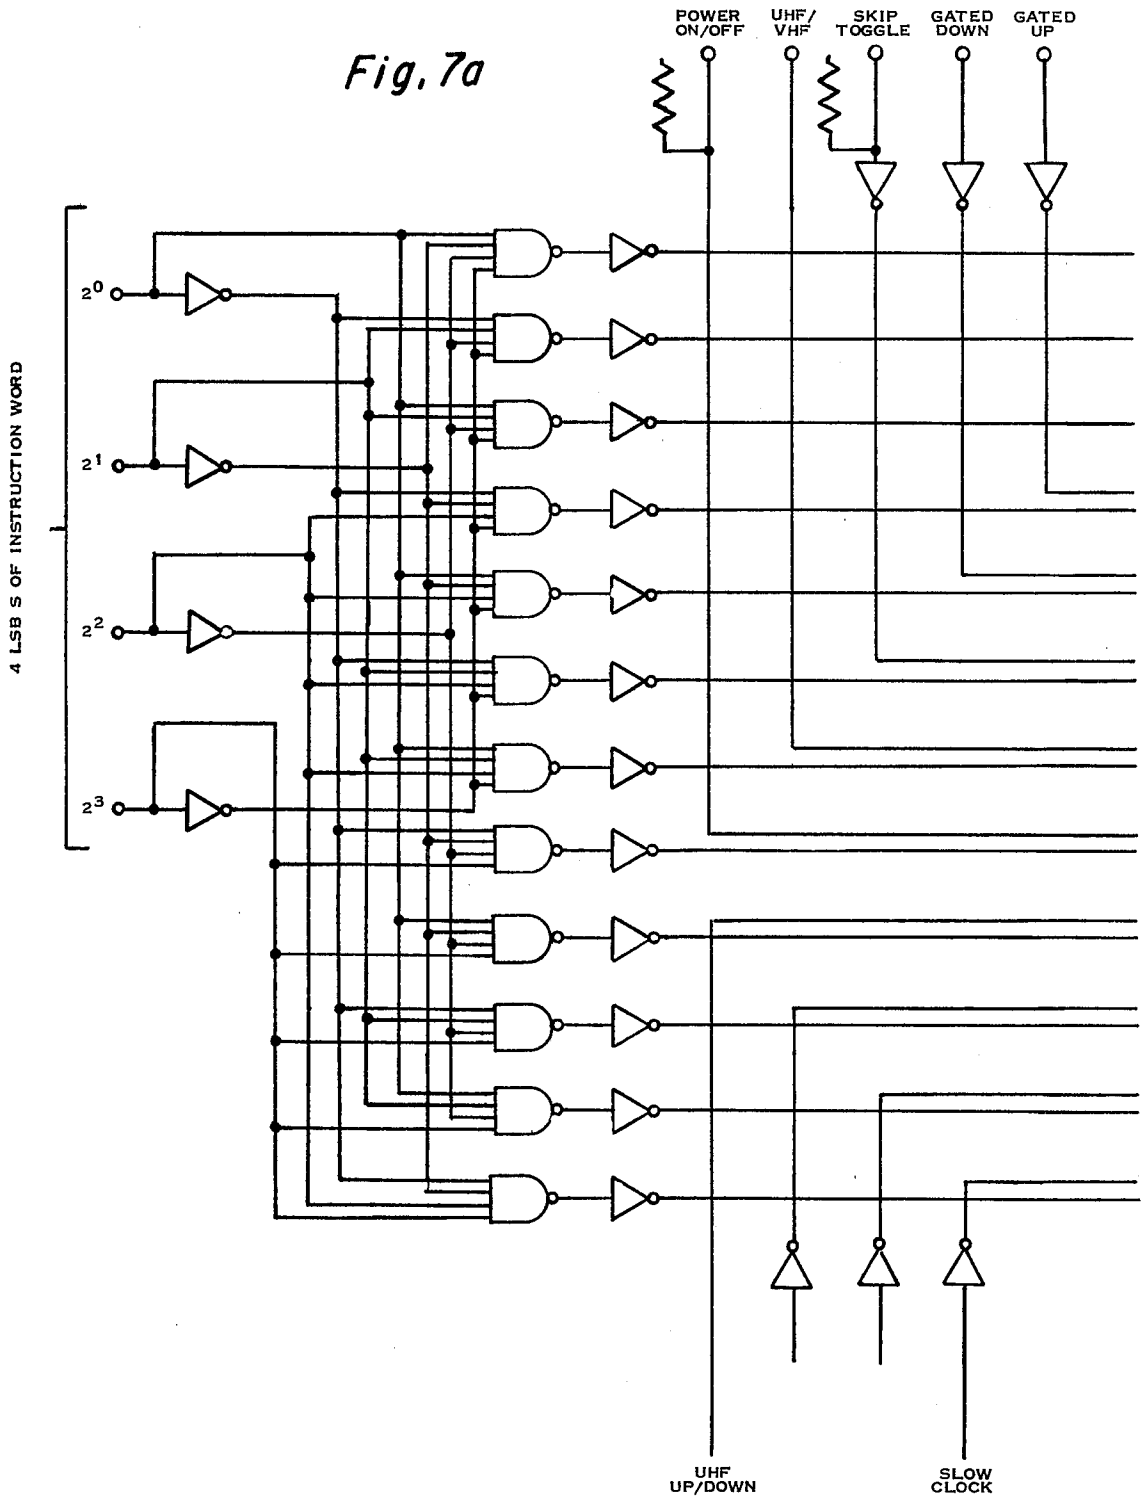 Fig. 7a
POWER
ON/OFF
UHF/
VHF
SKIP
TOGGLE
GATED
DOWN
GATED
UP
4 LSB S OF INSTRUCTION WORD
2⁰
2¹
2²
2³
UHF
UP/DOWN
SLOW
CLOCK